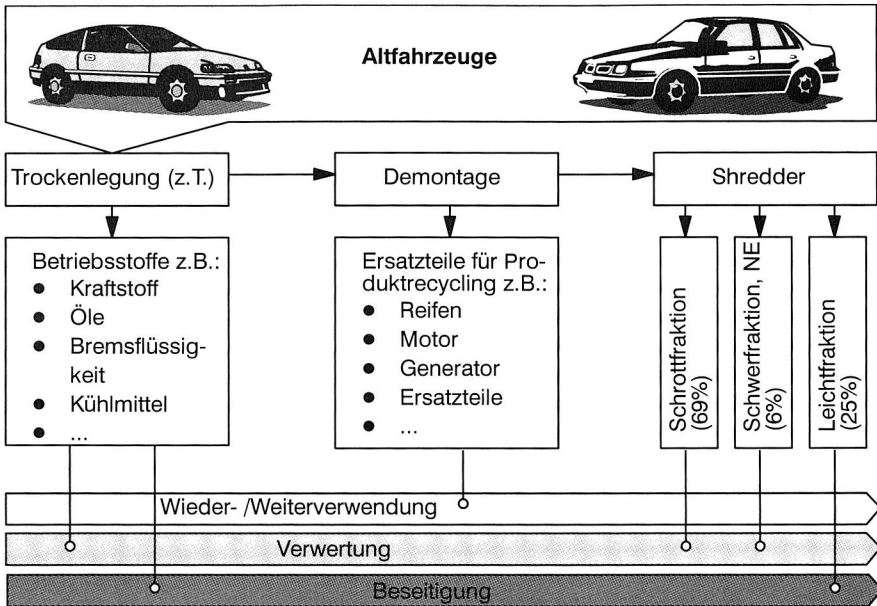 Altfahrzeuge
Trockenlegung (z.T.)
Demontage
Shredder
Betriebsstoffe z.B.:
● Kraftstoff
● Öle
● Bremsflüssig-
keit
● Kühlmittel
● ...
Ersatzteile für Pro-
duktrecycling z.B.:
● Reifen
● Motor
● Generator
● Ersatzteile
● ...
Schrottfraktion
(69%)
Schwerfraktion, NE
(6%)
Leichtfraktion
(25%)
Wieder- /Weiterverwendung
Verwertung
Beseitigung